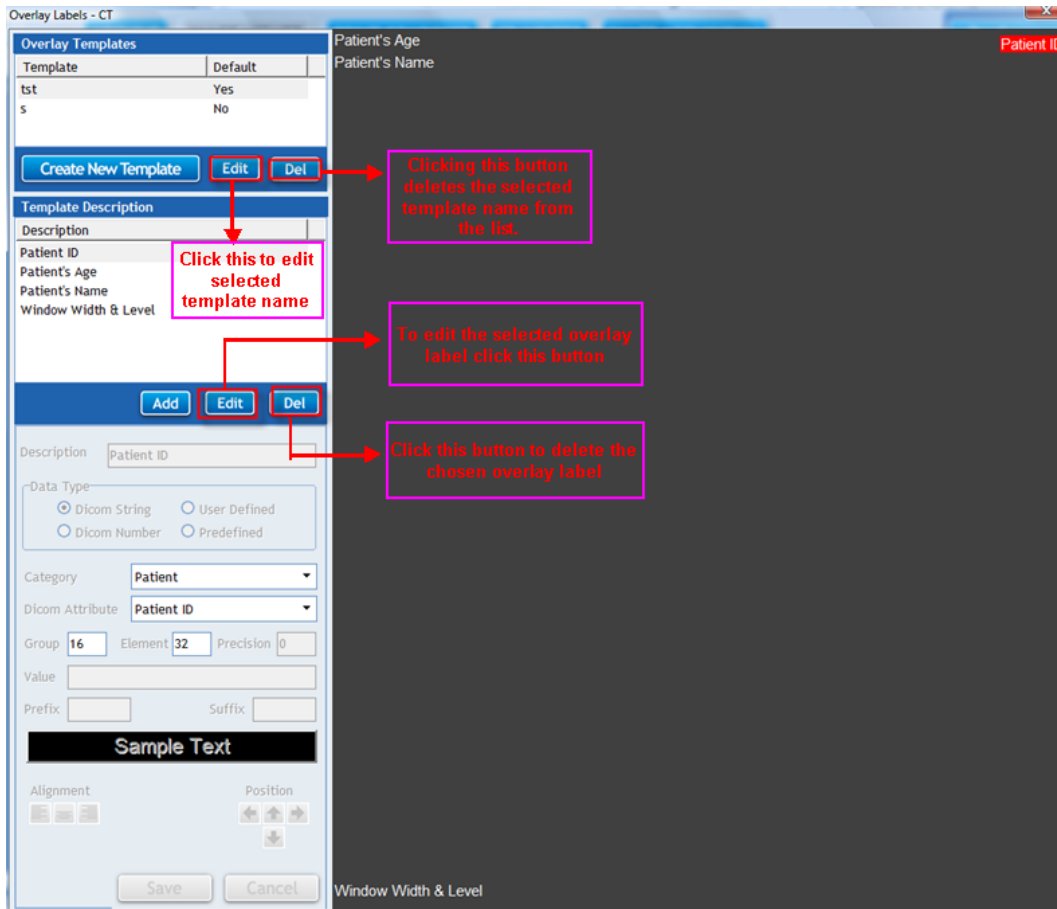 Overlay Labels - CT
Overlay Templates
Template Default
tst Yes
s No
Create New Template Edit Del
Template Description
Description
Patient ID
Patient's Age
Patient's Name
Window Width & Level
Click this to edit
selected
template name
Add Edit Del
Description Patient ID
Data Type
Dicom String User Defined
Dicom Number Predefined
Category Patient
Dicom Attribute Patient ID
Group 16 Element 32 Precision 0
Value
Prefix Suffix
Sample Text
Alignment Position
Save Cancel
Patient's Age
Patient's Name
Patient ID
Clicking this button
deletes the selected
template name from
the list.
To edit the selected overlay
label click this button
Click this button to delete the
chosen overlay label
Window Width & Level